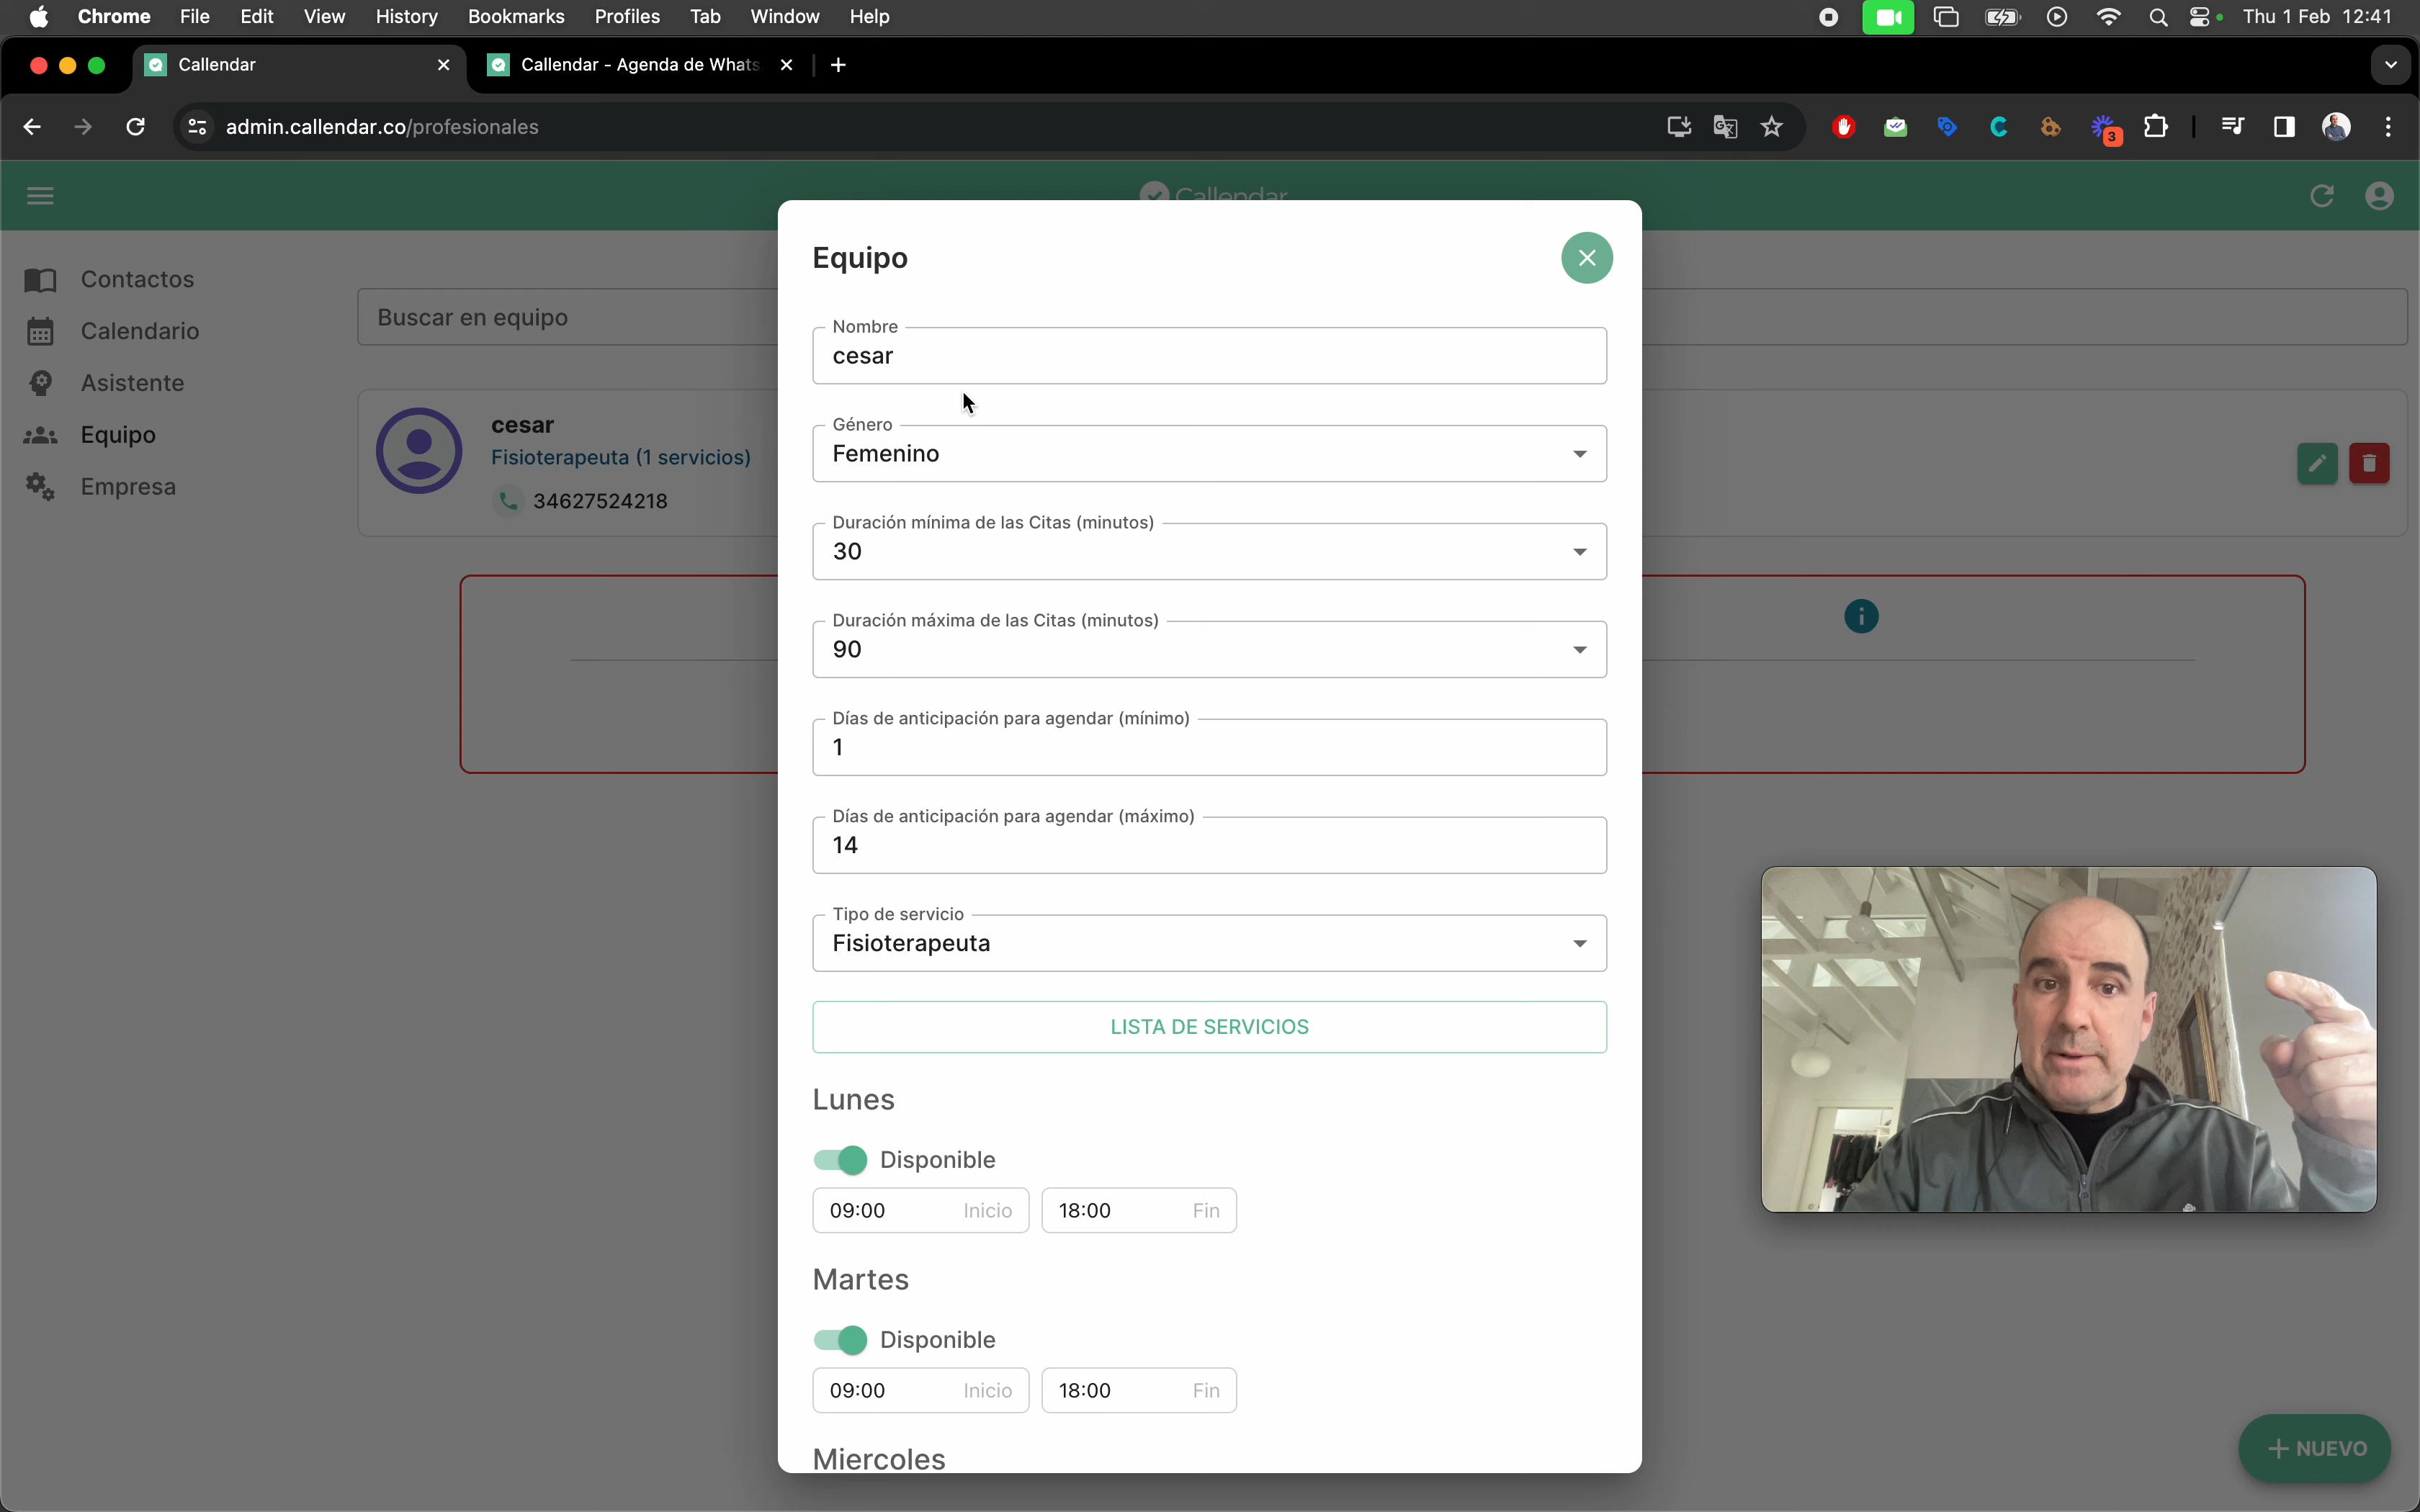 Chrome File Edit View History Bookmarks Profiles Tab Window Help Thu 1 Feb 12:41
Callendar Callendar - Agenda de Whats
admin.callendar.co/profesionales
3
Callendar
Contactos
Calendario
Asistente
Equipo
Empresa
Buscar en equipo
cesar
Fisioterapeuta (1 servicios)
34627524218
Equipo
Nombre
cesar
Género
Femenino
Duración mínima de las Citas (minutos)
30
Duración máxima de las Citas (minutos)
90
Días de anticipación para agendar (mínimo)
1
Días de anticipación para agendar (máximo)
14
Tipo de servicio
Fisioterapeuta
LISTA DE SERVICIOS
Lunes
Disponible
09:00 Inicio 18:00 Fin
Martes
Disponible
09:00 Inicio 18:00 Fin
Miercoles
+ NUEVO